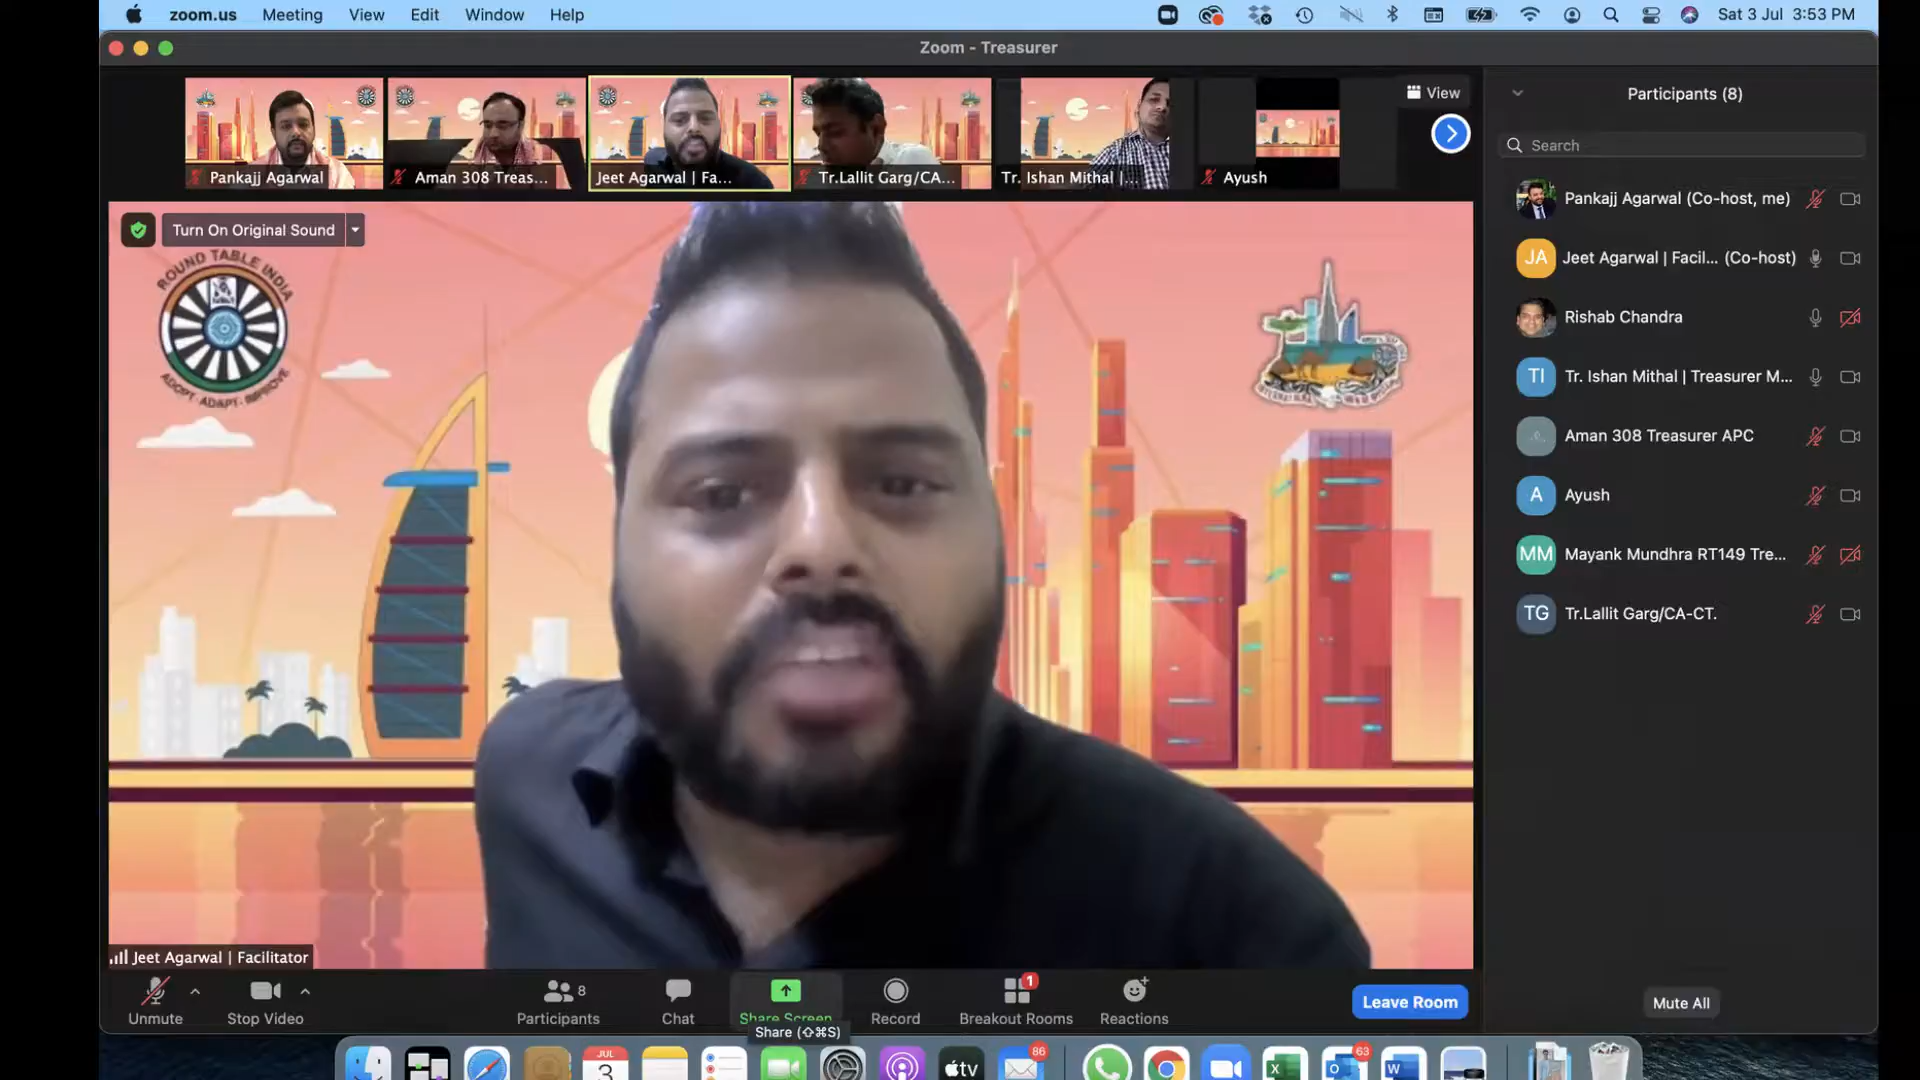 zoom.us Meeting View Edit Window Help
Sat 3 Jul 3:53 PM
Zoom - Treasurer
View
Pankajj Agarwal
Aman 308 Treas...
Jeet Agarwal | Fa...
Tr.Lallit Garg/CA...
Tr. Ishan Mithal |...
Ayush
Turn On Original Sound
ROUND TABLE INDIA
ADOPT · ADAPT · IMPROVE
Jeet Agarwal | Facilitator
Participants (8)
Search
Pankajj Agarwal (Co-host, me)
JA Jeet Agarwal | Facil... (Co-host)
Rishab Chandra
TI Tr. Ishan Mithal | Treasurer M...
Aman 308 Treasurer APC
A Ayush
MM Mayank Mundhra RT149 Tre...
TG Tr.Lallit Garg/CA-CT.
Mute All
Unmute
Stop Video
8
Participants
Chat
Share Screen
Share (⇧⌘S)
Record
1
Breakout Rooms
Reactions
Leave Room
JUL
3
tv
86
X
63
O
W